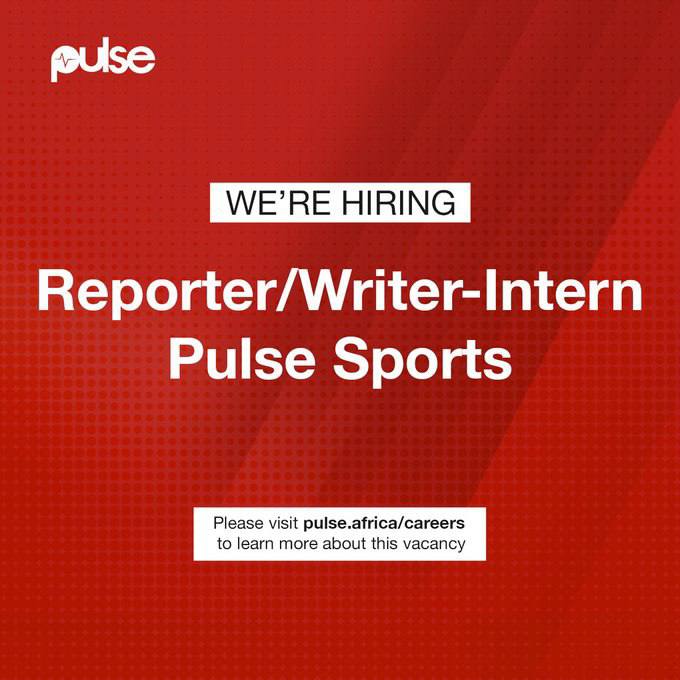 pulse
WE'RE HIRING
Reporter/Writer-Intern
Pulse Sports
Please visit pulse.africa/careers
to learn more about this vacancy